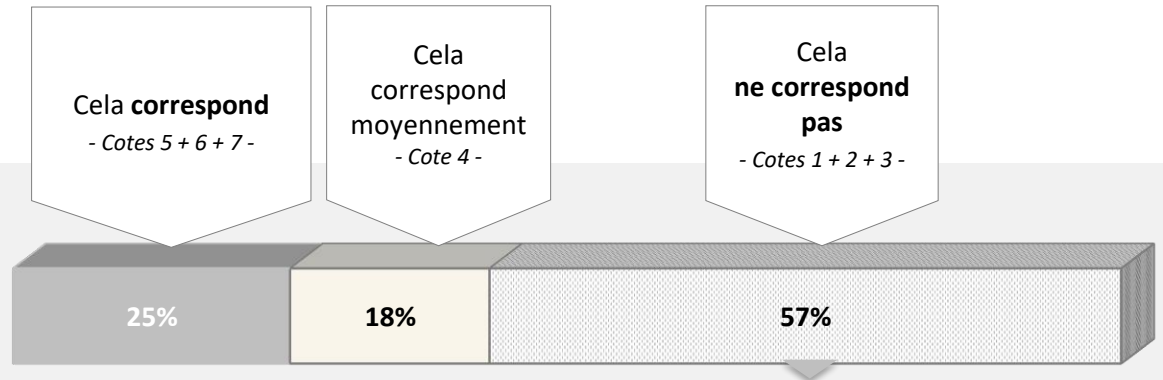 Cela correspond
- Cotes 5 + 6 + 7 -
Cela
correspond
moyennement
- Cote 4 -
Cela
ne correspond
pas
- Cotes 1 + 2 + 3 -
25%
18%
57%